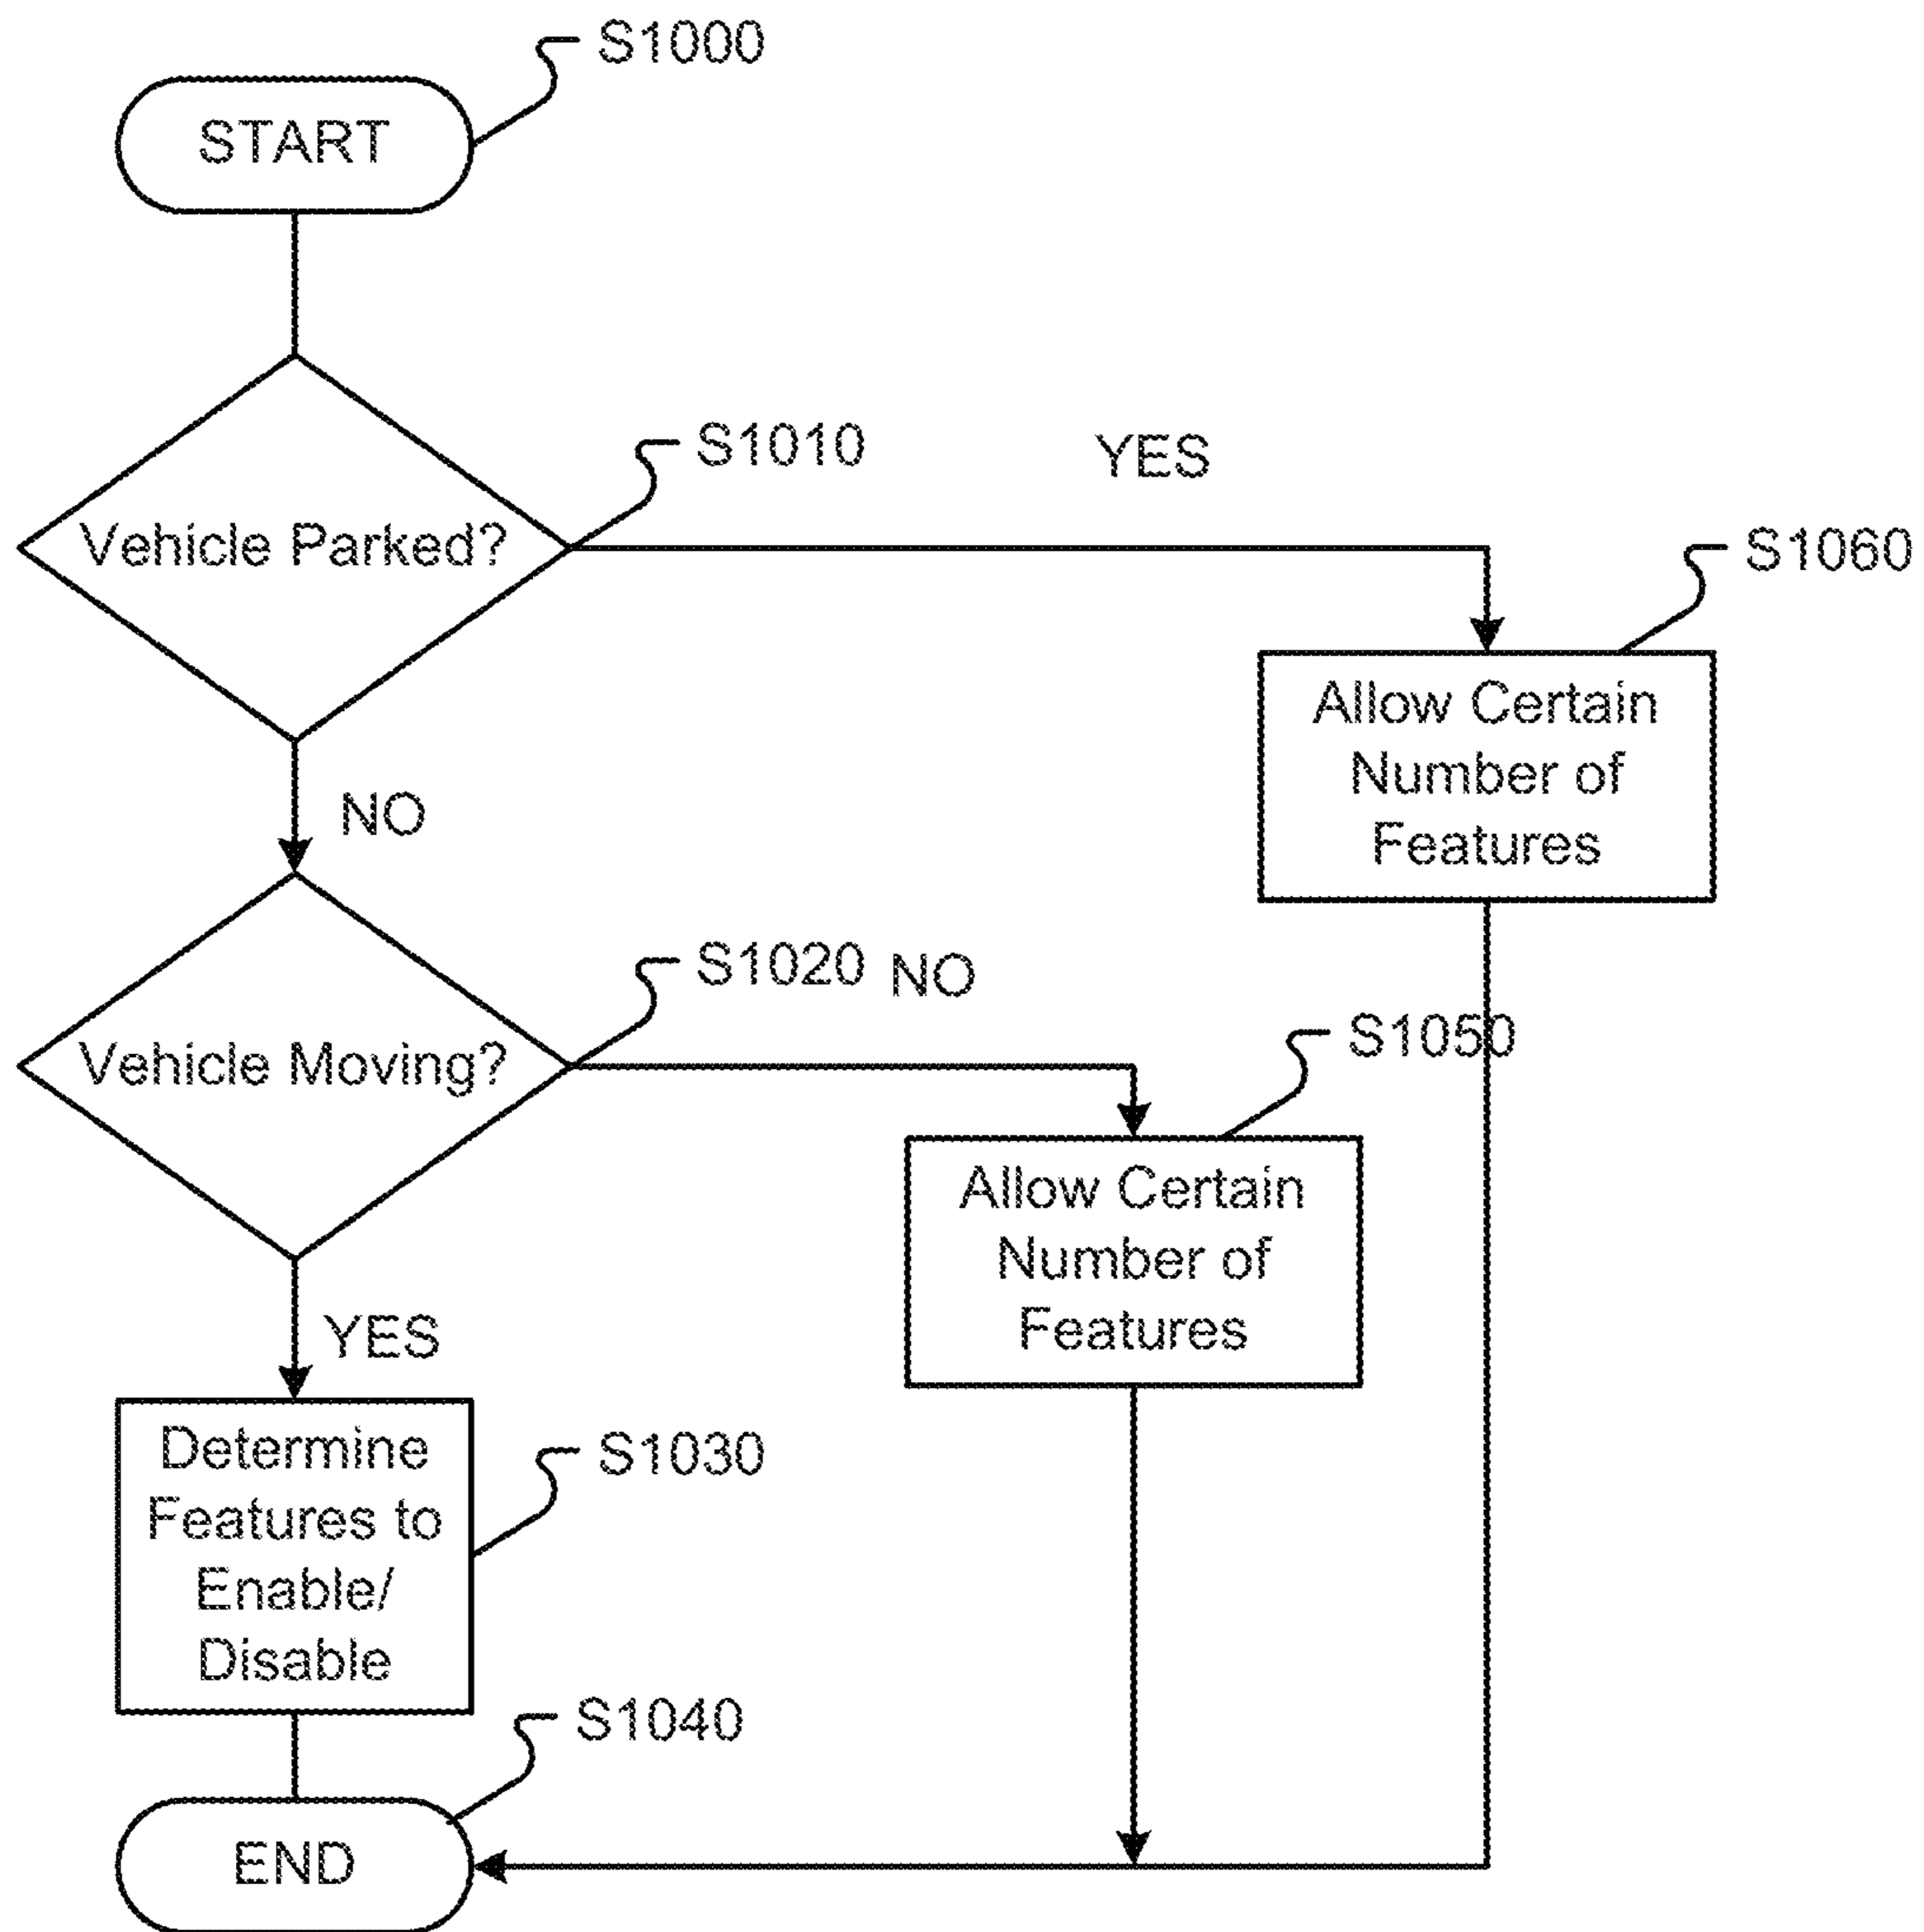 S1000
START
S1010
YES
Vehicle Parked?
S1060
Allow Certain
Number of
Features
NO
S1020
NO
S1050
Vehicle Moving?
Allow Certain
Number of
Features
YES
Determine
Features to
Enable/
Disable
S1030
S1040
END